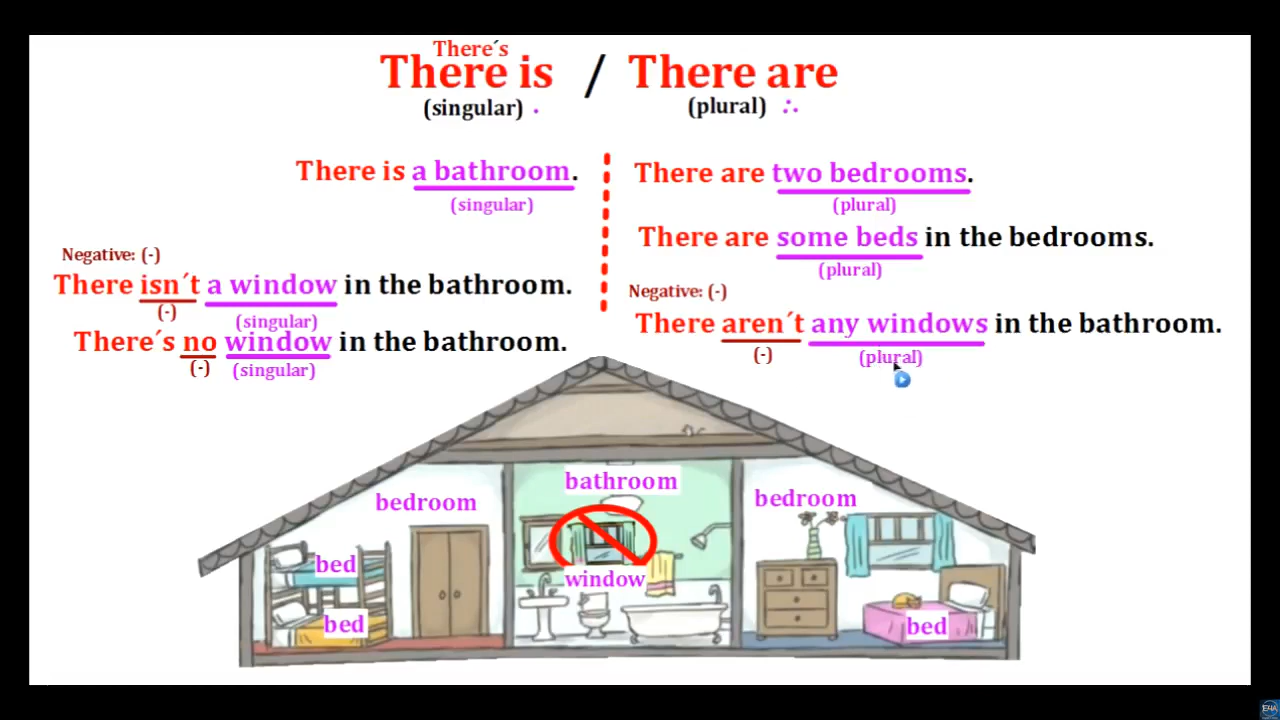 There´s
There is / There are
(singular) (plural)
There is a bathroom.
(singular)
Negative: (-)
There isn´t a window in the bathroom.
(-) (singular)
There´s no window in the bathroom.
(-) (singular)
There are two bedrooms.
(plural)
There are some beds in the bedrooms.
(plural)
Negative: (-)
There aren´t any windows in the bathroom.
(-) (plural)
bedroom
bathroom
bedroom
bed
window
bed
bed